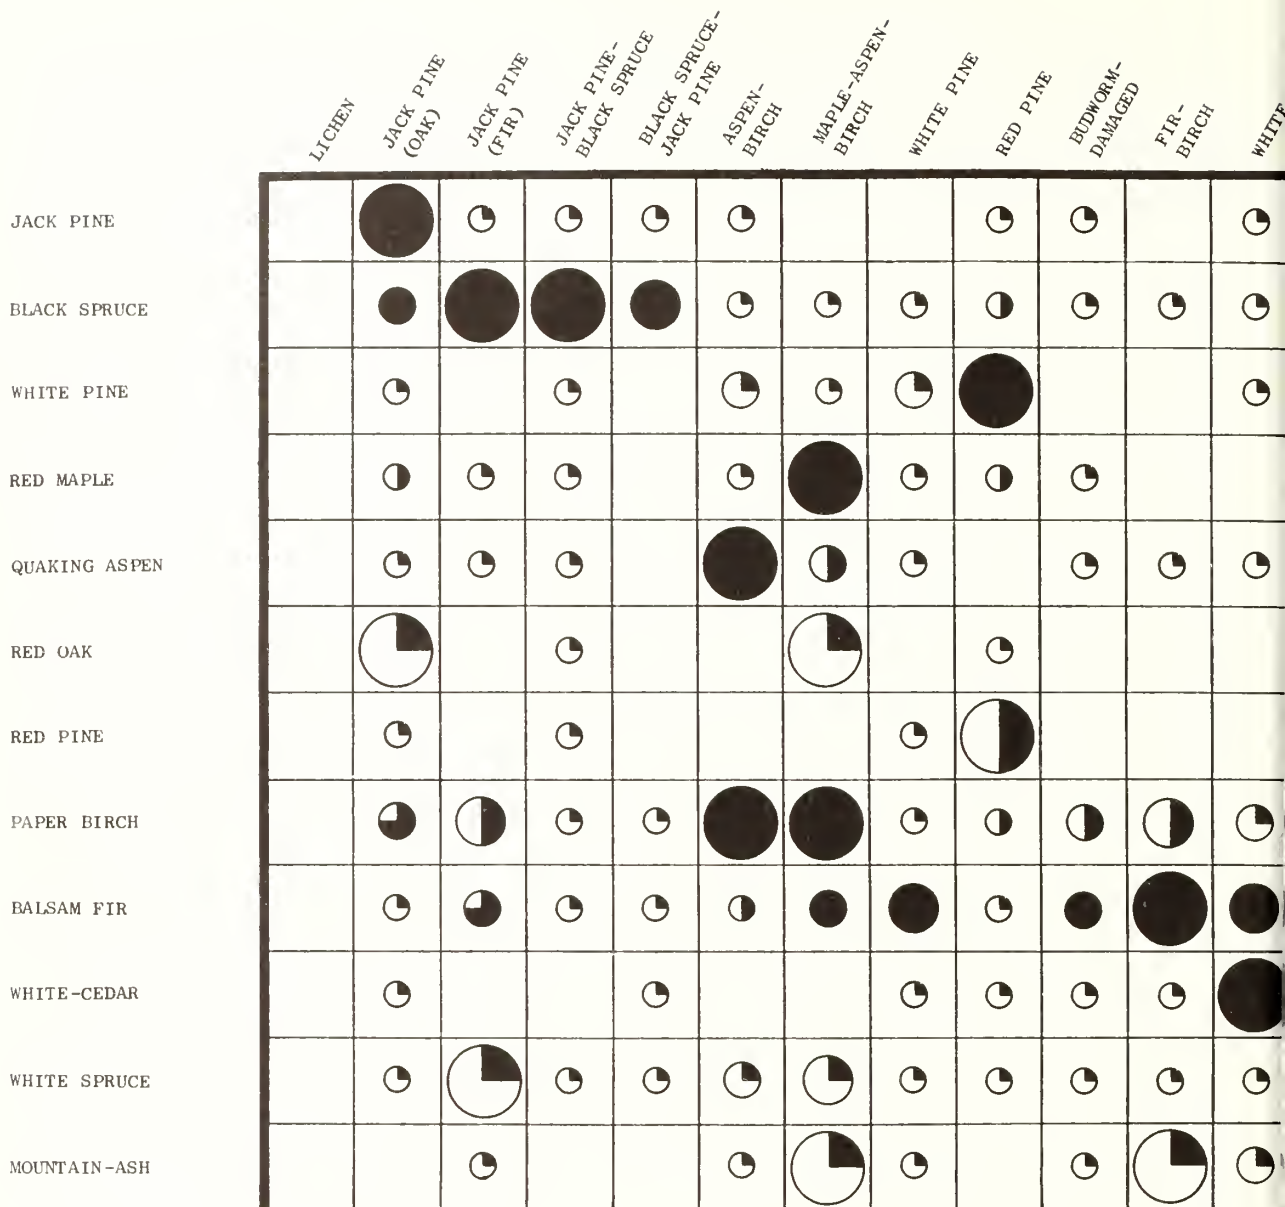 LICHEN
JACK PINE
(OAK)
JACK PINE
(FIR)
JACK PINE-
BLACK SPRUCE
BLACK SPRUCE-
JACK PINE
ASPEN-
BIRCH
MAPLE-ASPEN-
BIRCH
WHITE PINE
RED PINE
BUDWORM-
DAMAGED
FIR-
BIRCH
WHITE
JACK PINE
BLACK SPRUCE
WHITE PINE
RED MAPLE
QUAKING ASPEN
RED OAK
RED PINE
PAPER BIRCH
BALSAM FIR
WHITE-CEDAR
WHITE SPRUCE
MOUNTAIN-ASH